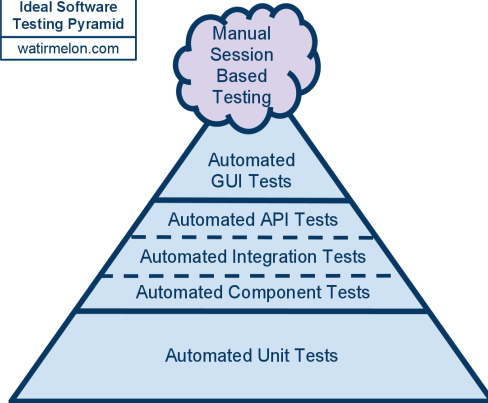 Ideal Software
Testing Pyramid
watirmelon.com
Manual
Session
Based
Testing
Automated
GUI Tests
Automated API Tests
Automated Integration Tests
Automated Component Tests
Automated Unit Tests